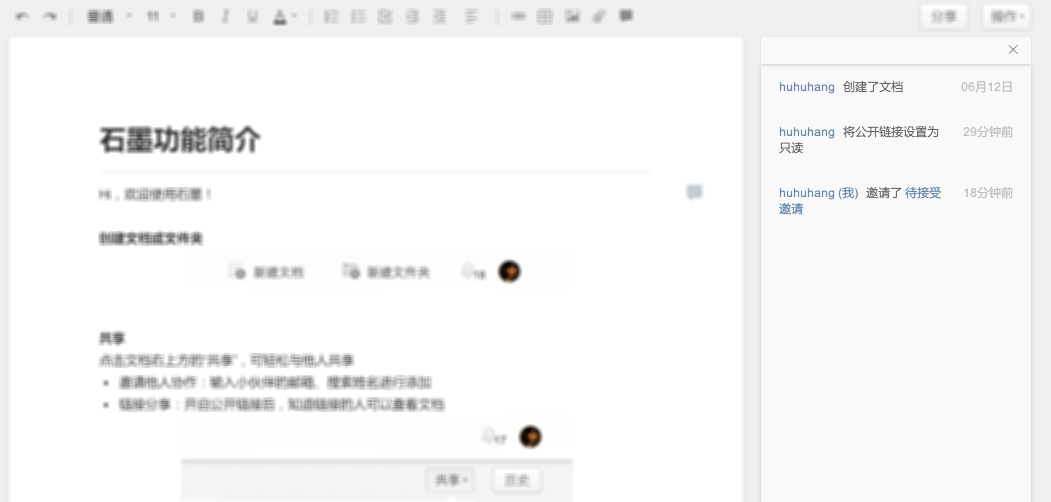 普通 11 B I U A
分享 操作
石墨功能简介
Hi，欢迎使用石墨！
创建文档或文件夹
新建文档 新建文件夹 18
共享
点击文档右上方的“共享”，可轻松与他人共享
邀请他人协作：输入小伙伴的邮箱、搜索姓名进行添加
链接分享：开启公开链接后，知道链接的人可以查看文档
17
共享 历史
huhuhang 创建了文档 06月12日
huhuhang 将公开链接设置为 29分钟前
只读
huhuhang (我) 邀请了 待接受 18分钟前
邀请